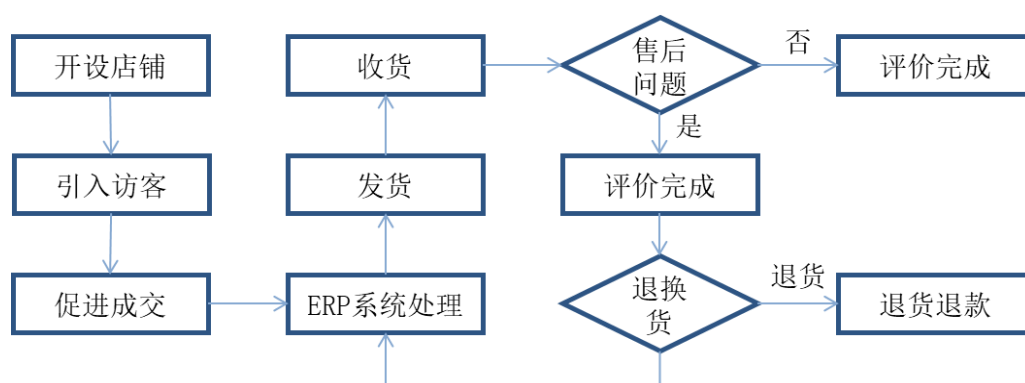 开设店铺
收货
售后
问题
否
评价完成
是
引入访客
发货
评价完成
促进成交
ERP系统处理
退换
货
退货
退货退款